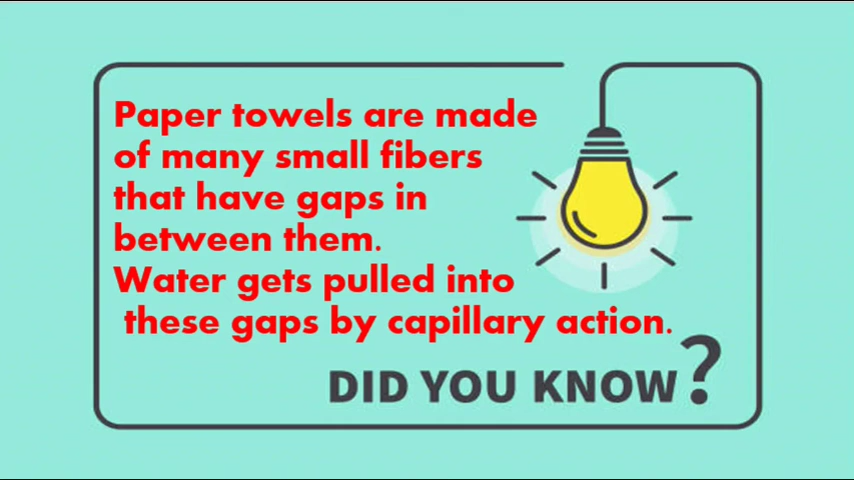 Paper towels are made
of many small fibers
that have gaps in
between them.
Water gets pulled into
these gaps by capillary action.
DID YOU KNOW?